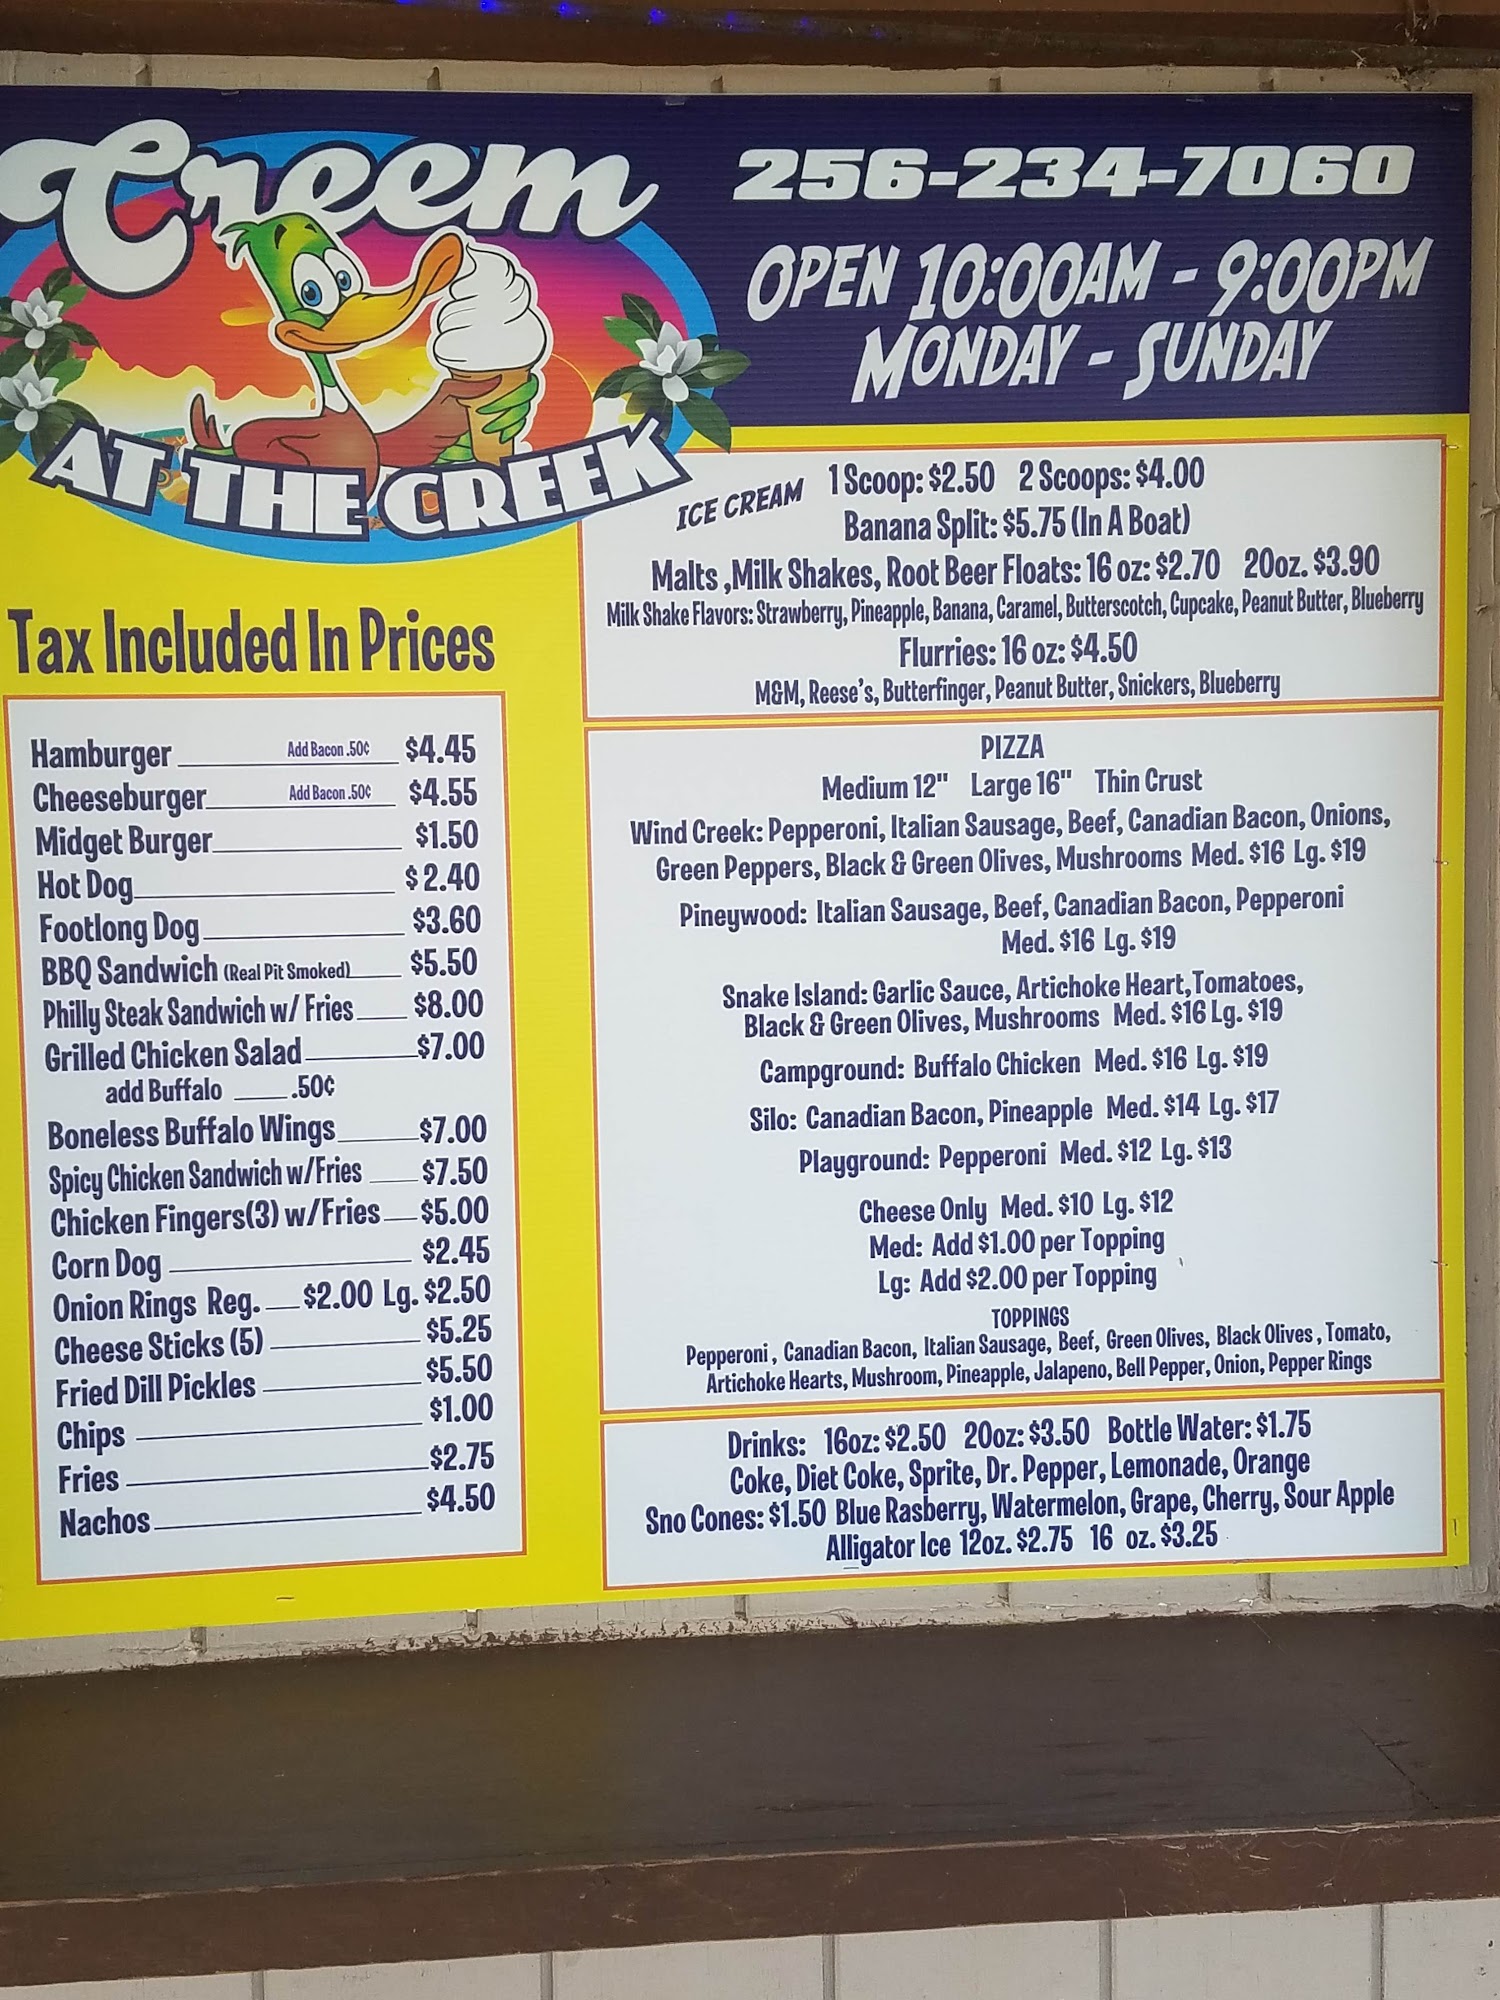 Creem
AT THE CREEK
256-234-7060
OPEN 10:00AM - 9:00PM
MONDAY - SUNDAY
Tax Included In Prices
Hamburger Add Bacon .50¢ $4.45
Cheeseburger Add Bacon .50¢ $4.55
Midget Burger $1.50
Hot Dog $2.40
Footlong Dog $3.60
BBQ Sandwich (Real Pit Smoked) $5.50
Philly Steak Sandwich w/ Fries $8.00
Grilled Chicken Salad $7.00
add Buffalo .50¢
Boneless Buffalo Wings $7.00
Spicy Chicken Sandwich w/Fries $7.50
Chicken Fingers(3) w/Fries $5.00
Corn Dog $2.45
Onion Rings Reg. $2.00 Lg. $2.50
Cheese Sticks (5) $5.25
Fried Dill Pickles $5.50
Chips $1.00
Fries $2.75
Nachos $4.50
ICE CREAM 1 Scoop: $2.50 2 Scoops: $4.00
Banana Split: $5.75 (In A Boat)
Malts ,Milk Shakes, Root Beer Floats: 16 oz: $2.70 20oz. $3.90
Milk Shake Flavors: Strawberry, Pineapple, Banana, Caramel, Butterscotch, Cupcake, Peanut Butter, Blueberry
Flurries: 16 oz: $4.50
M&M, Reese's, Butterfinger, Peanut Butter, Snickers, Blueberry
PIZZA
Medium 12" Large 16" Thin Crust
Wind Creek: Pepperoni, Italian Sausage, Beef, Canadian Bacon, Onions,
Green Peppers, Black & Green Olives, Mushrooms Med. $16 Lg. $19
Pineywood: Italian Sausage, Beef, Canadian Bacon, Pepperoni
Med. $16 Lg. $19
Snake Island: Garlic Sauce, Artichoke Heart,Tomatoes,
Black & Green Olives, Mushrooms Med. $16 Lg. $19
Campground: Buffalo Chicken Med. $16 Lg. $19
Silo: Canadian Bacon, Pineapple Med. $14 Lg. $17
Playground: Pepperoni Med. $12 Lg. $13
Cheese Only Med. $10 Lg. $12
Med: Add $1.00 per Topping
Lg: Add $2.00 per Topping
TOPPINGS
Pepperoni , Canadian Bacon, Italian Sausage, Beef, Green Olives, Black Olives , Tomato,
Artichoke Hearts, Mushroom, Pineapple, Jalapeno, Bell Pepper, Onion, Pepper Rings
Drinks: 16oz: $2.50 20oz: $3.50 Bottle Water: $1.75
Coke, Diet Coke, Sprite, Dr. Pepper, Lemonade, Orange
Sno Cones: $1.50 Blue Rasberry, Watermelon, Grape, Cherry, Sour Apple
Alligator Ice 12oz. $2.75 16 oz. $3.25